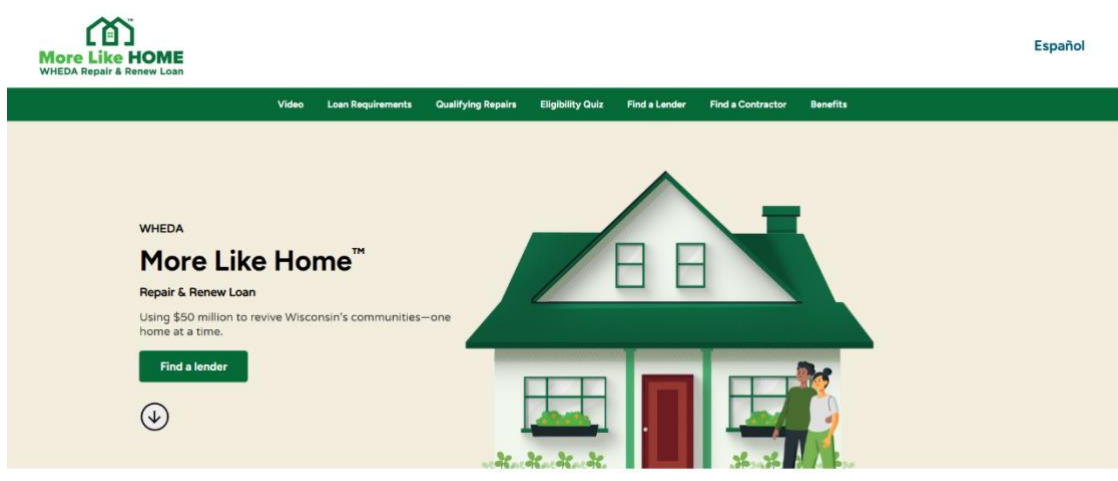 More Like HOME™
WHEDA Repair & Renew Loan
Español
Video Loan Requirements Qualifying Repairs Eligibility Quiz Find a Lender Find a Contractor Benefits
WHEDA
More Like Home™
Repair & Renew Loan
Using $50 million to revive Wisconsin's communities—one
home at a time.
Find a lender